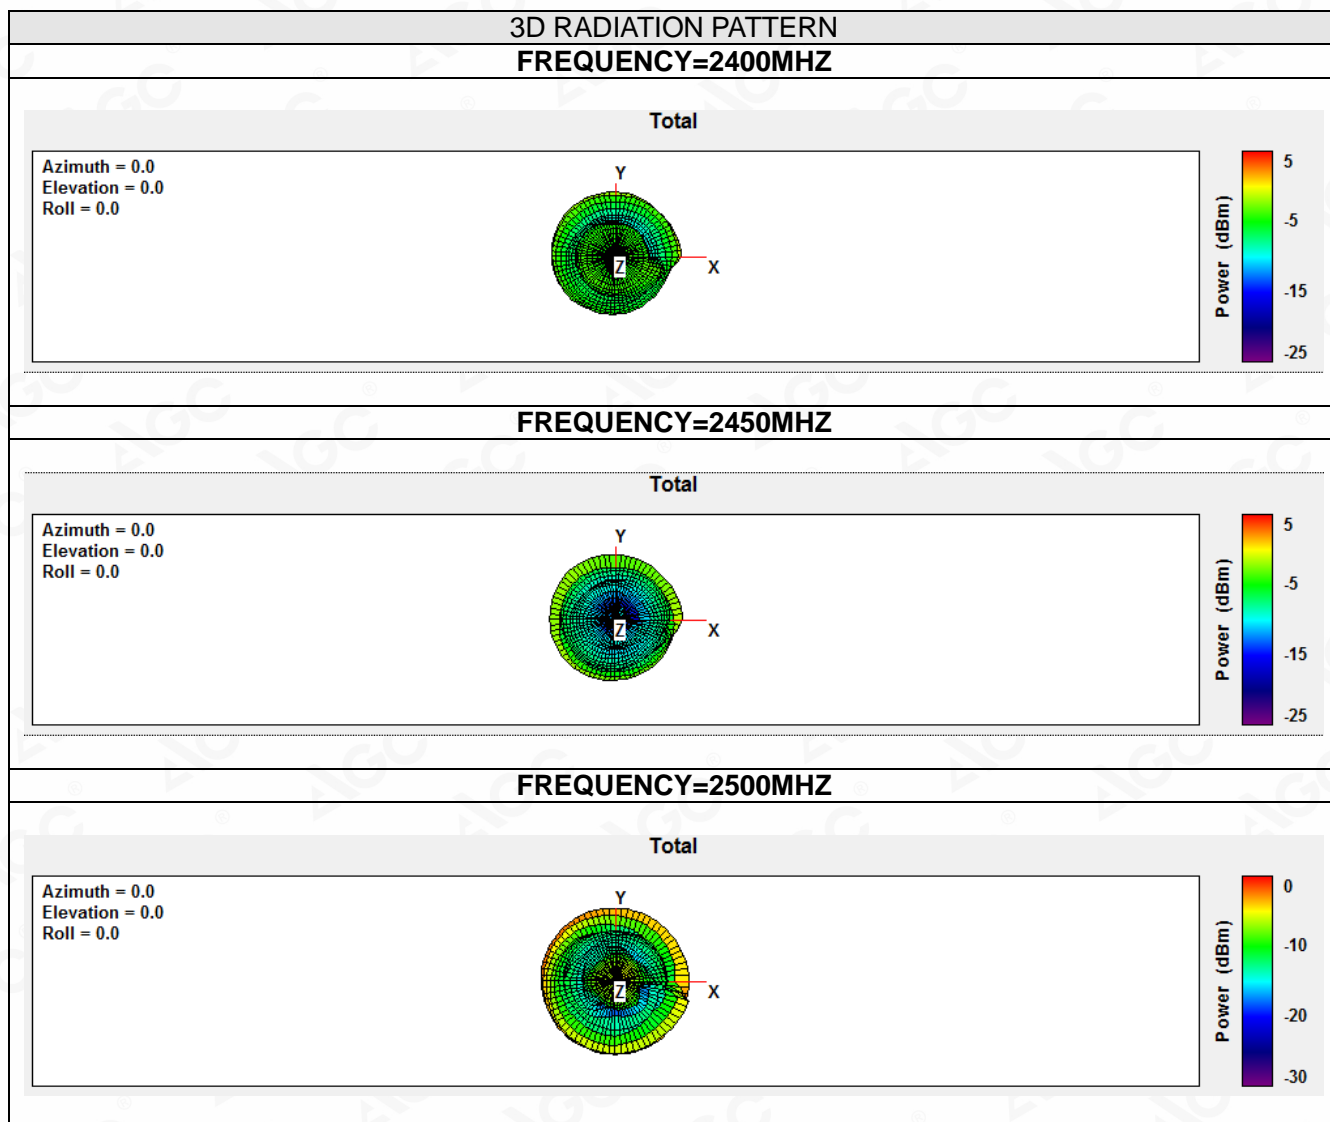 3D RADIATION PATTERN
FREQUENCY=2400MHZ
Total
Azimuth = 0.0
Elevation = 0.0
Roll = 0.0
Y
Z
X
Power (dBm)
5
-5
-15
-25
FREQUENCY=2450MHZ
Total
Azimuth = 0.0
Elevation = 0.0
Roll = 0.0
Y
Z
X
Power (dBm)
5
-5
-15
-25
FREQUENCY=2500MHZ
Total
Azimuth = 0.0
Elevation = 0.0
Roll = 0.0
Y
Z
X
Power (dBm)
0
-10
-20
-30